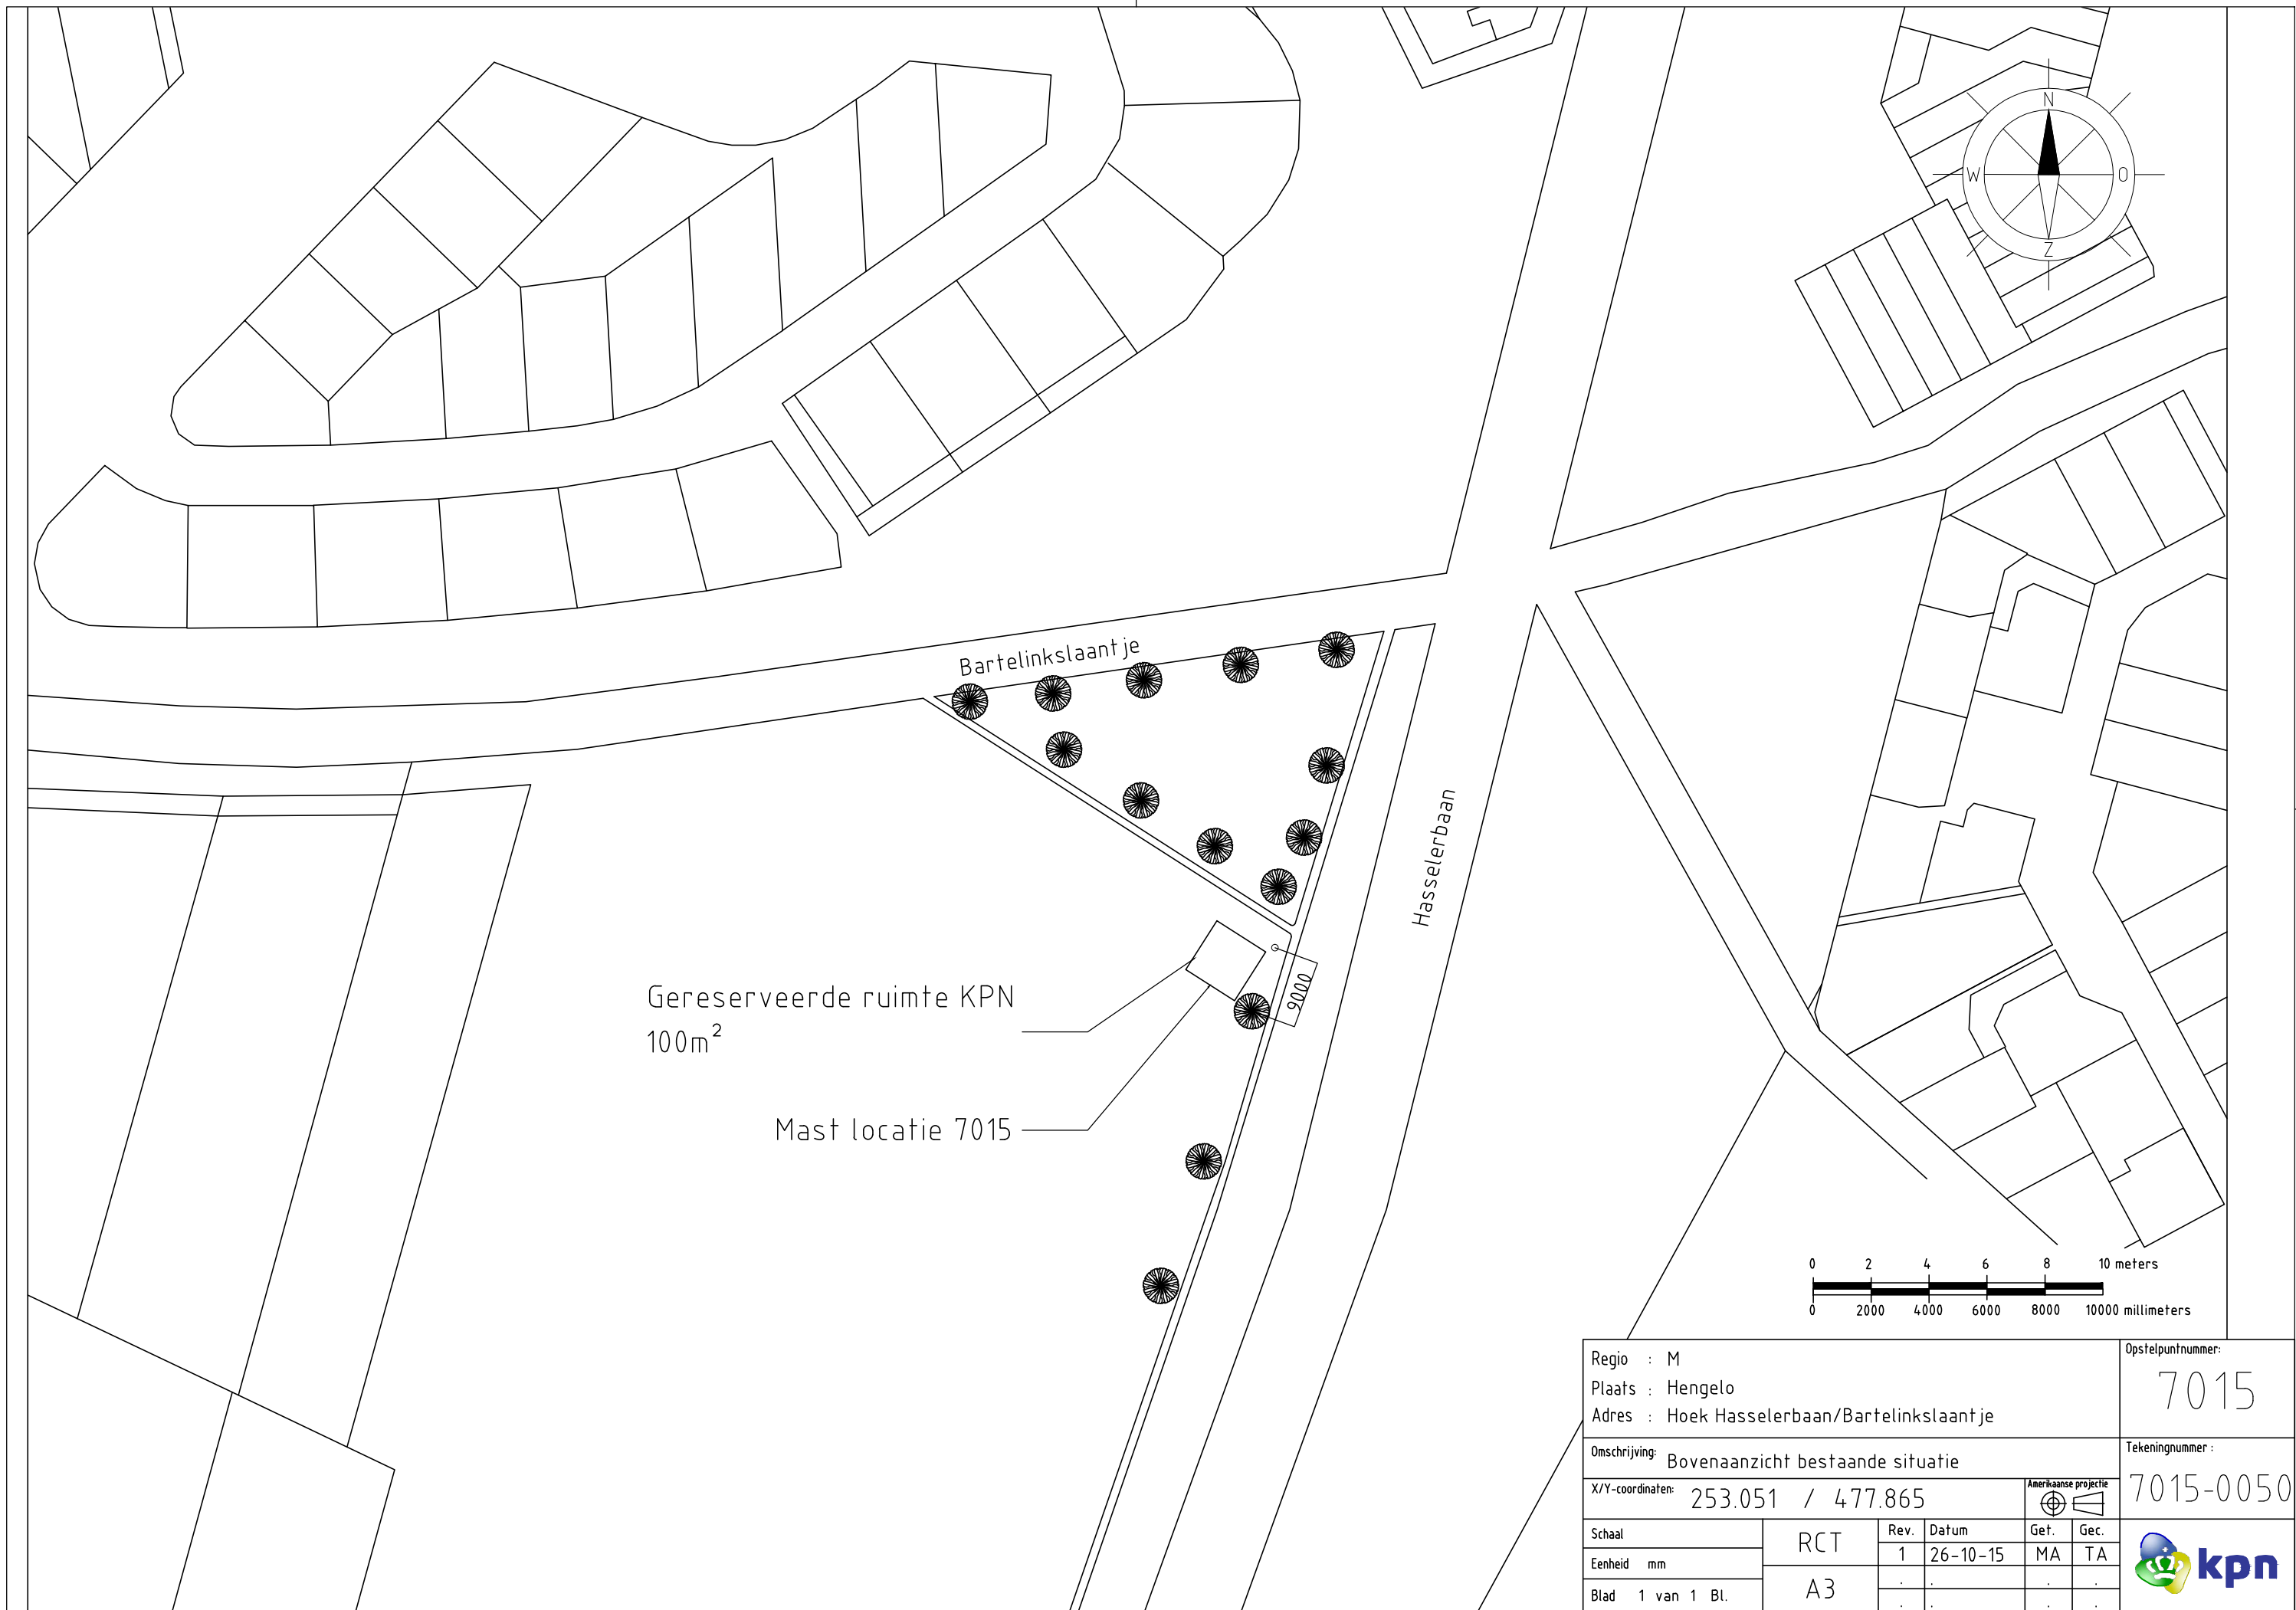 N
W
O
Z
Bartelinkslaantje
Hasselerbaan
9000
Gereserveerde ruimte KPN
100m²
Mast locatie 7015
0 2 4 6 8 10 meters
0 2000 4000 6000 8000 10000 millimeters
Regio : M
Plaats : Hengelo
Adres : Hoek Hasselerbaan/Bartelinkslaantje
Opstelpuntnummer:
7015
Omschrijving: Bovenaanzicht bestaande situatie
Tekeningnummer :
7015-0050
X/Y-coordinaten: 253.051 / 477.865
Amerikaanse projectie
Schaal
Eenheid mm
Blad 1 van 1 Bl.
RCT
A3
Rev. Datum Get. Gec.
1 26-10-15 MA TA
. . . .
. . . .
kpn